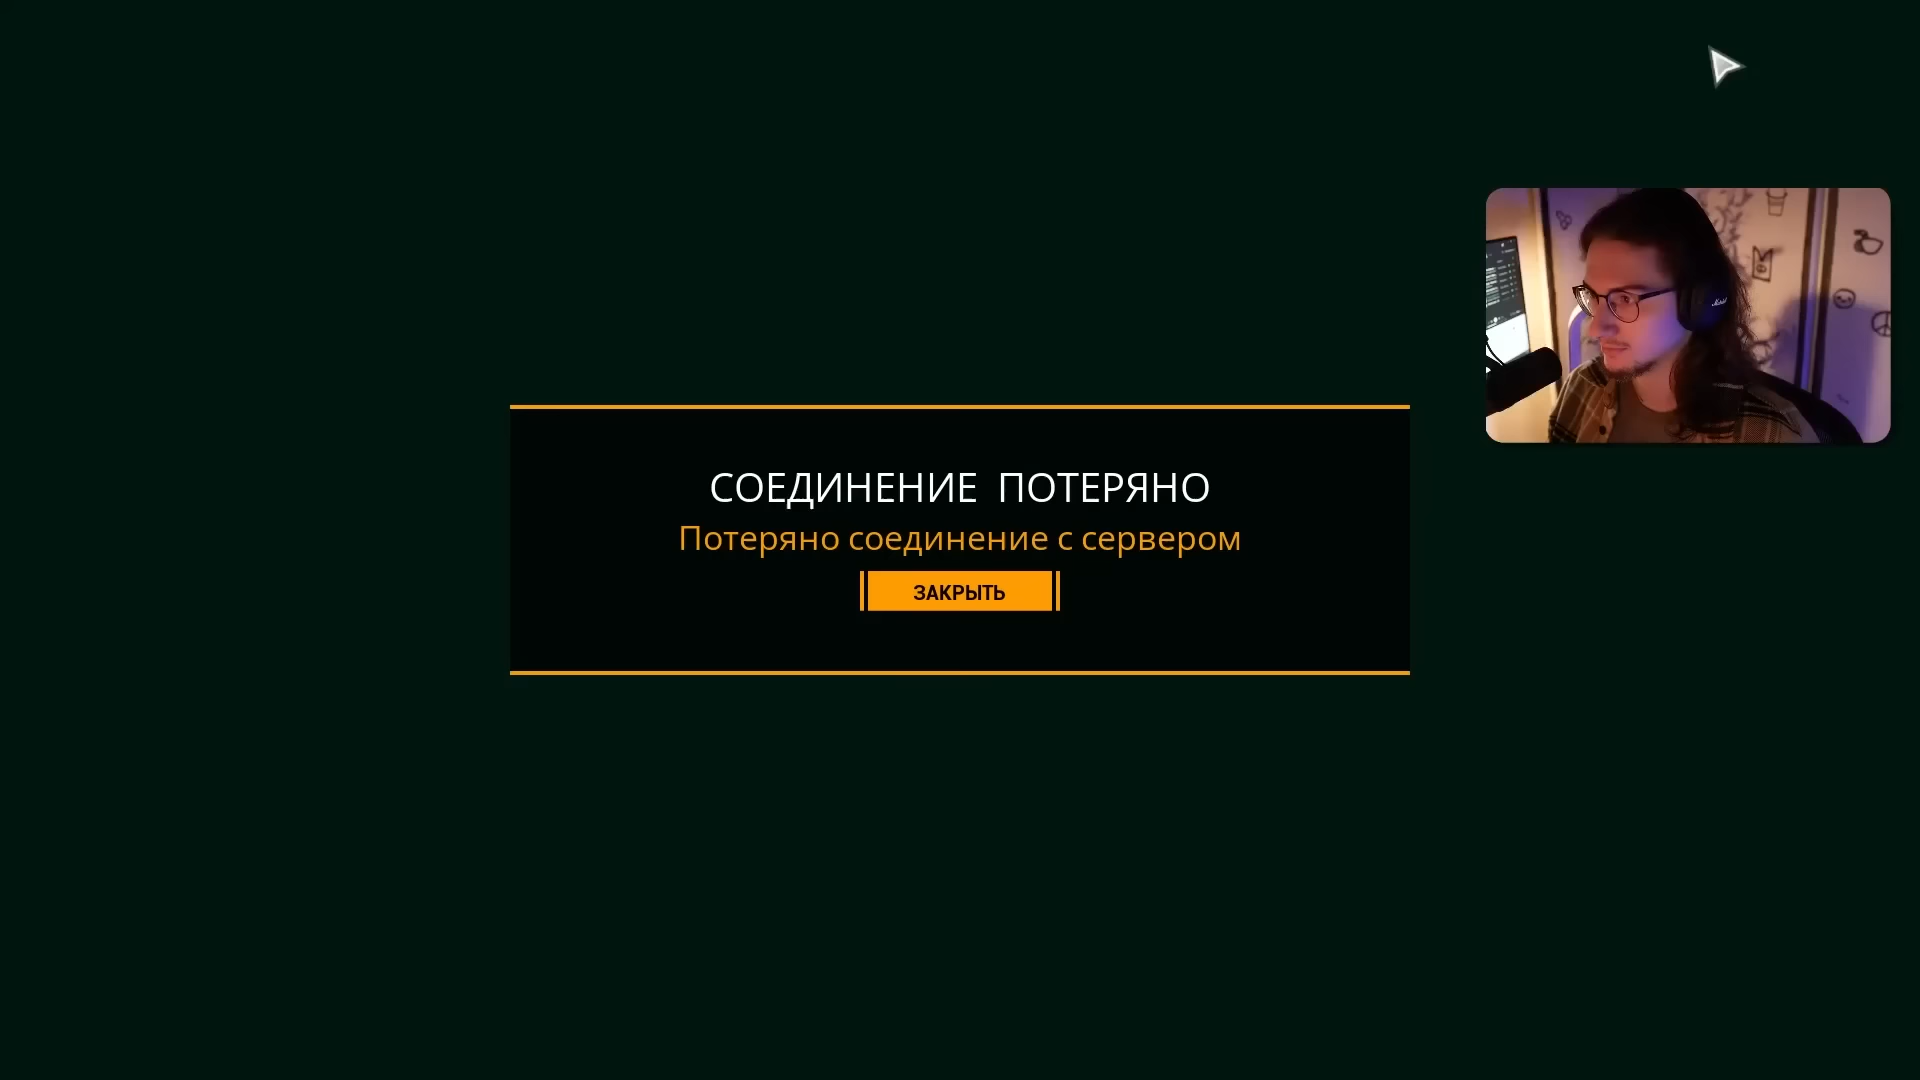 СОЕДИНЕНИЕ ПОТЕРЯНО
Потеряно соединение с сервером
ЗАКРЫТЬ